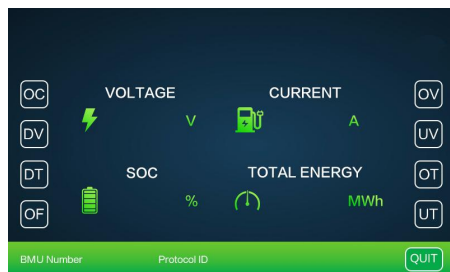 OC VOLTAGE CURRENT OV
V A
DV UV
DT SOC TOTAL ENERGY OT
% MWh
OF UT
BMU Number Protocol ID QUIT